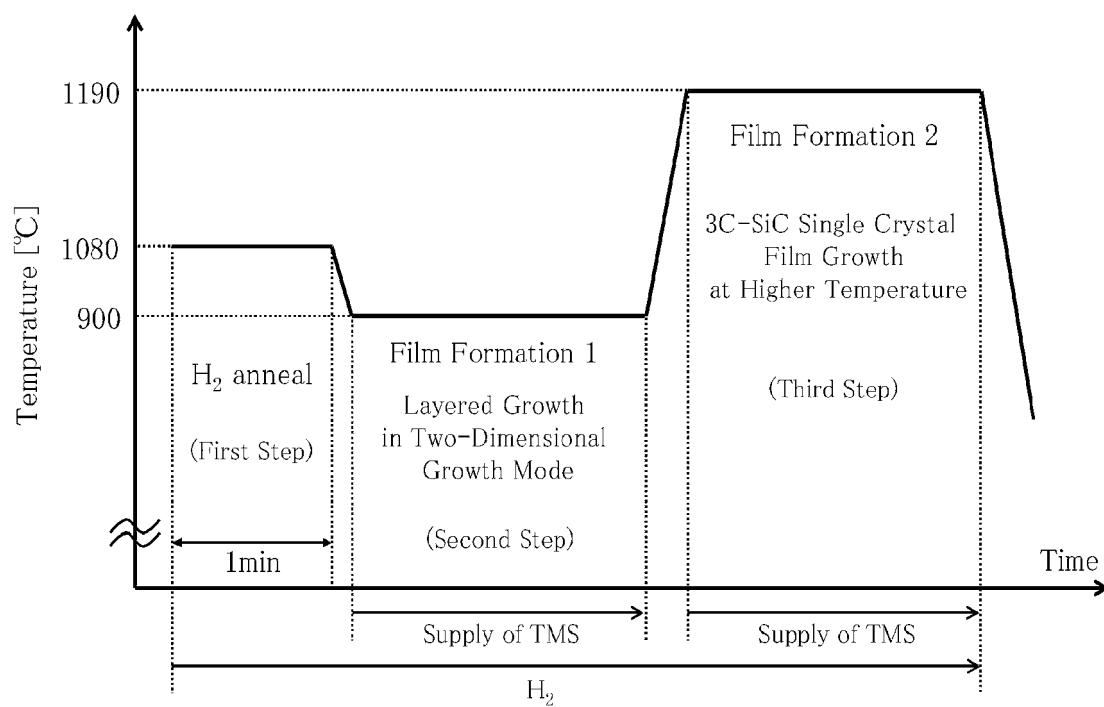 Temperature [℃]
1190
1080
900
H₂ anneal
(First Step)
1min
Film Formation 1
Layered Growth
in Two-Dimensional
Growth Mode
(Second Step)
Film Formation 2
3C-SiC Single Crystal
Film Growth
at Higher Temperature
(Third Step)
Time
Supply of TMS
Supply of TMS
H₂